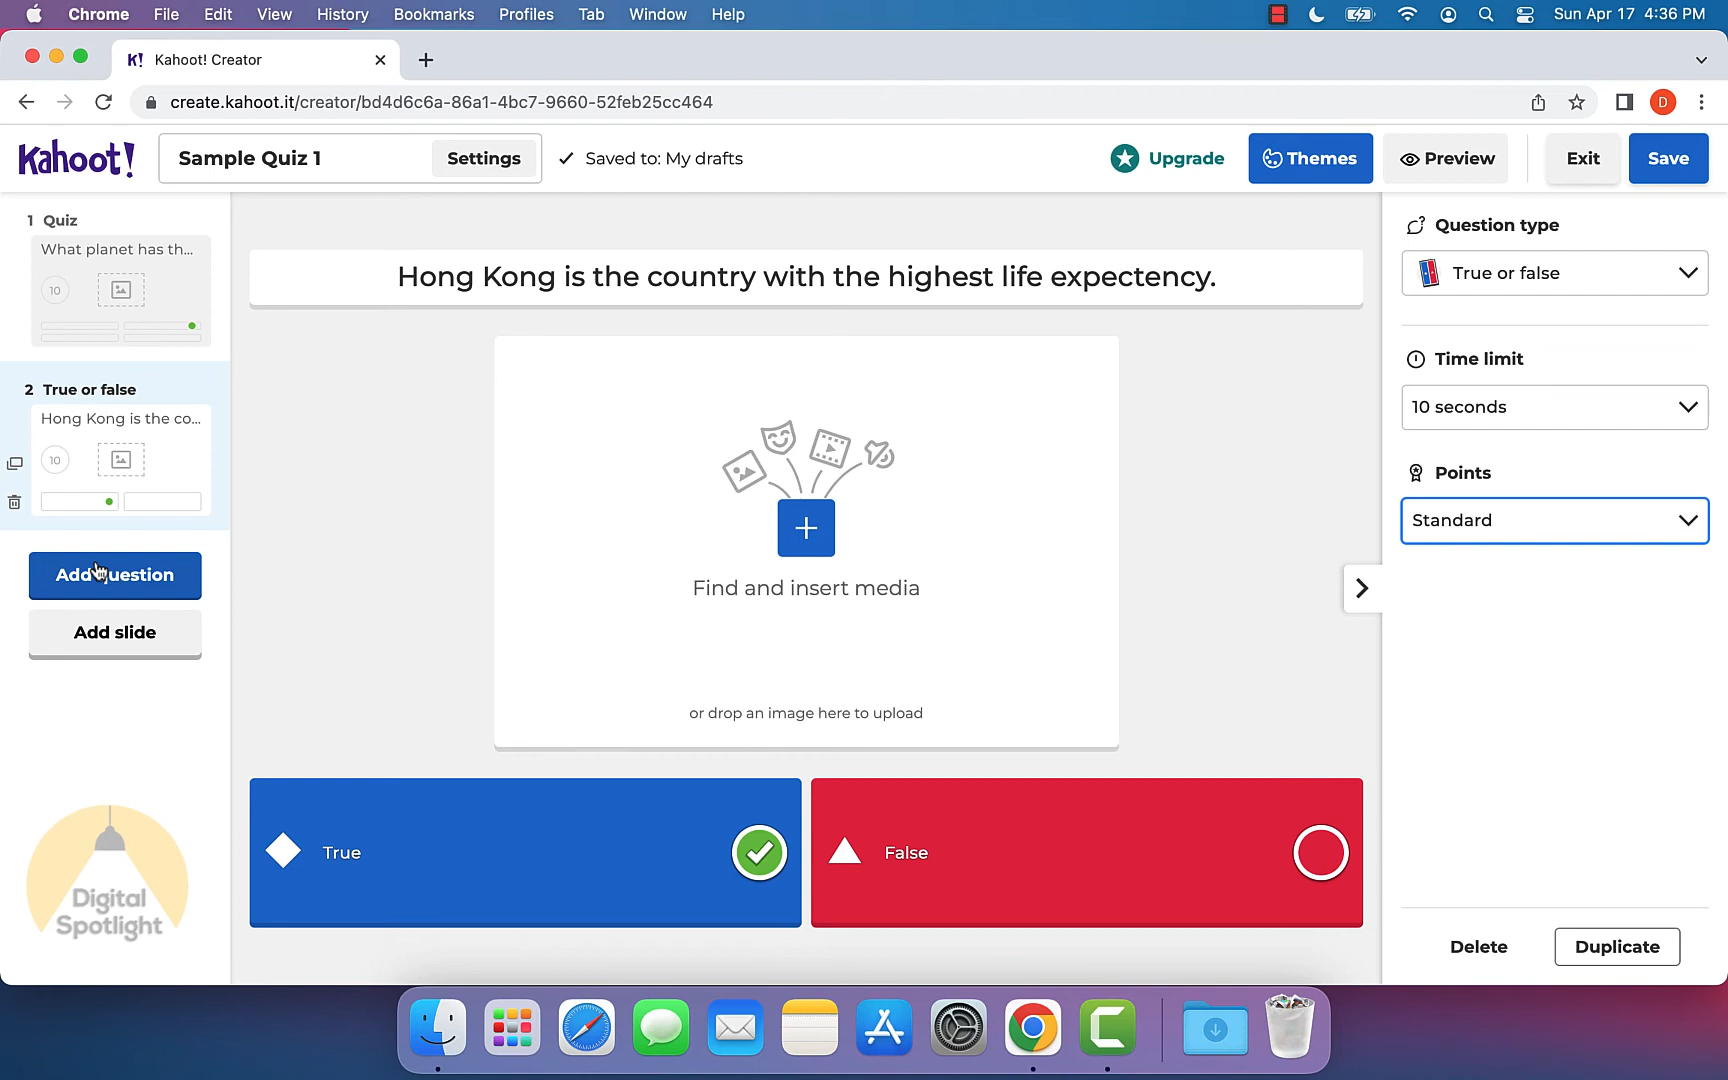 Chrome File Edit View History Bookmarks Profiles Tab Window Help Sun Apr 17 4:36 PM
K! Kahoot! Creator
create.kahoot.it/creator/bd4d6c6a-86a1-4bc7-9660-52feb25cc464
D
Kahoot!
Sample Quiz 1
Settings
Saved to: My drafts
Upgrade
Themes
Preview
Exit
Save
1 Quiz
What planet has th...
10
2 True or false
Hong Kong is the co...
10
Add question
Add slide
Digital
Spotlight
Hong Kong is the country with the highest life expectency.
Find and insert media
or drop an image here to upload
True
False
Question type
True or false
Time limit
10 seconds
Points
Standard
Delete
Duplicate